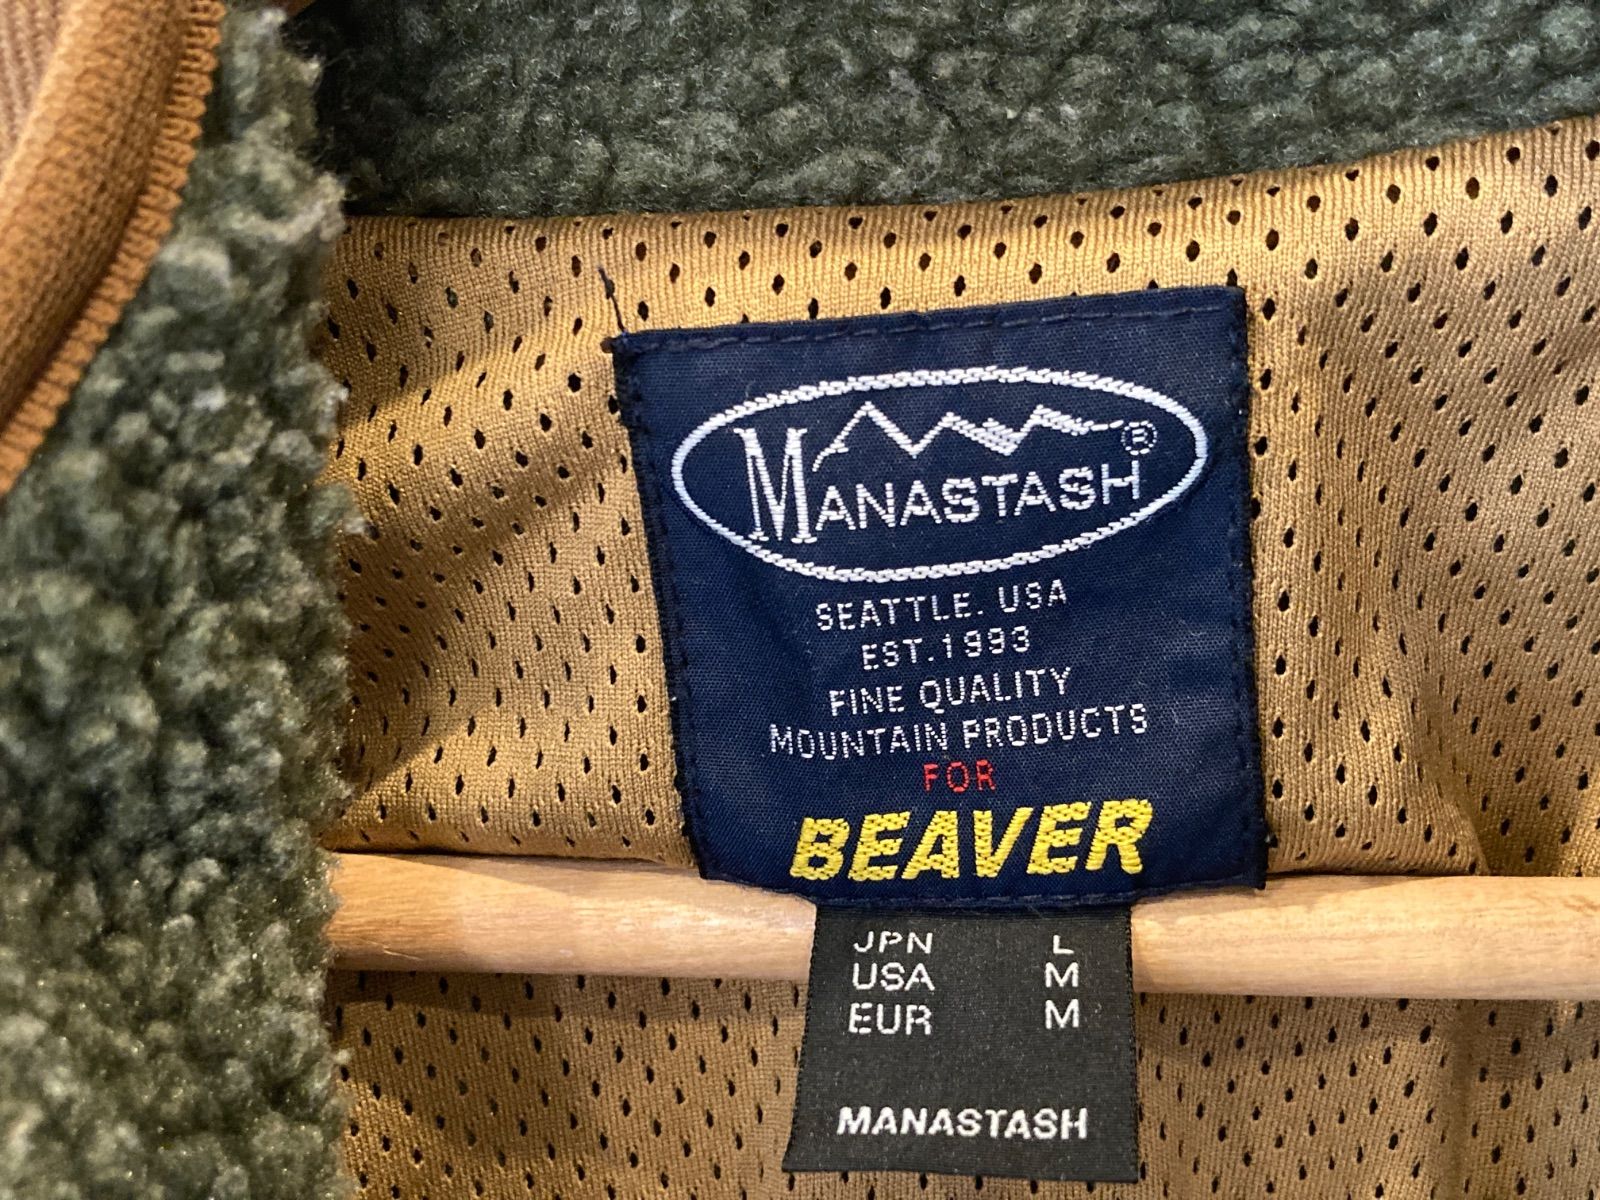 MANASTASH ®
SEATTLE. USA
EST.1993
FINE QUALITY
MOUNTAIN PRODUCTS
FOR
BEAVER
JPN L
USA M
EUR M
MANASTASH